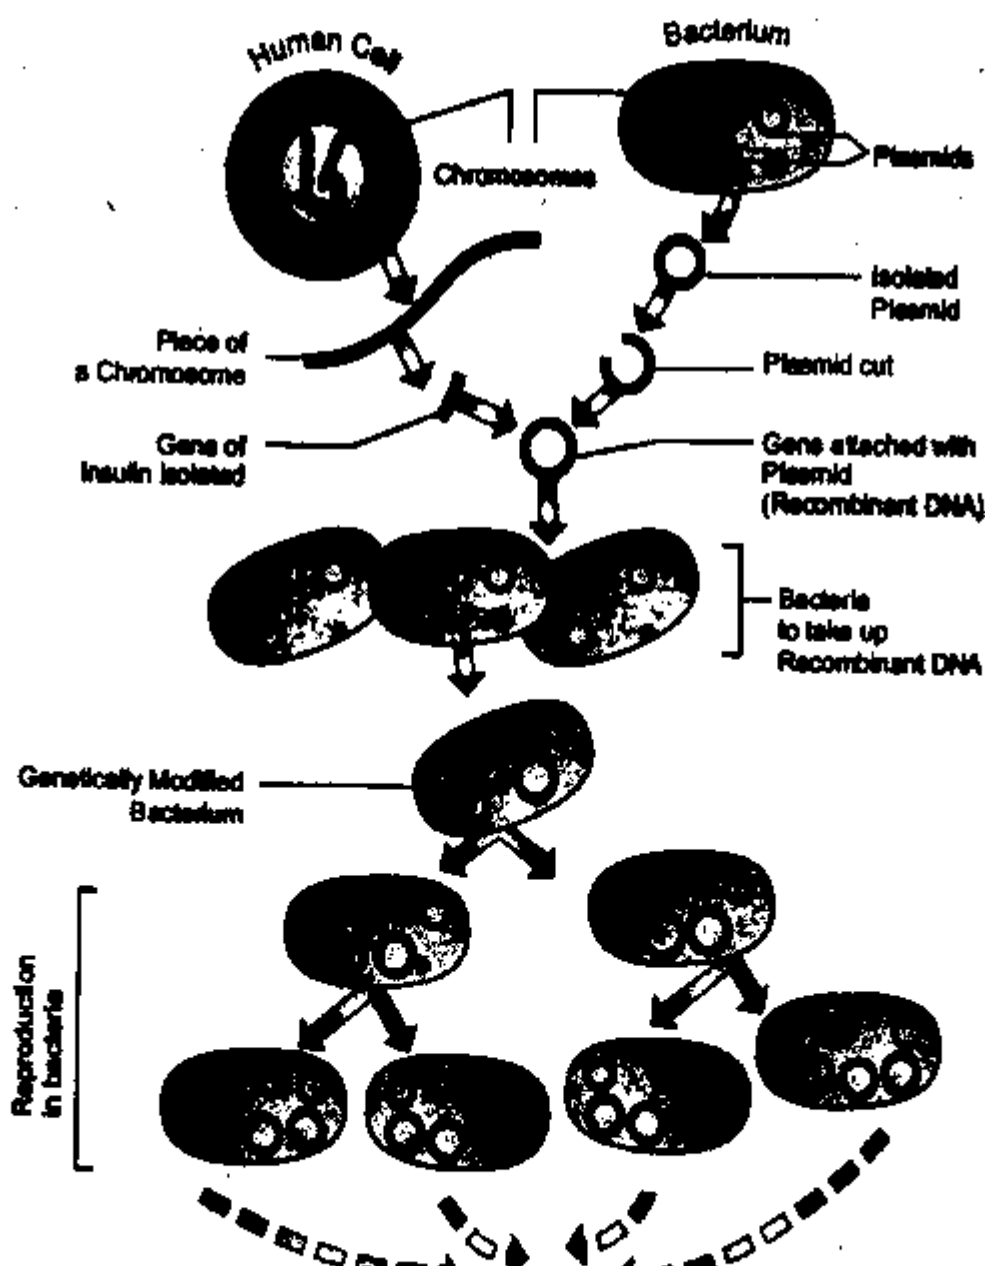 Human Cell
Bacterium
Chromosomes
Plasmids
Isolated
Plasmid
Piece of
a Chromosome
Plasmid cut
Gene of
Insulin isolated
Gene attached with
Plasmid
(Recombinant DNA)
Bacteria
to take up
Recombinant DNA
Genetically Modified
Bacterium
Reproduction
in bacteria